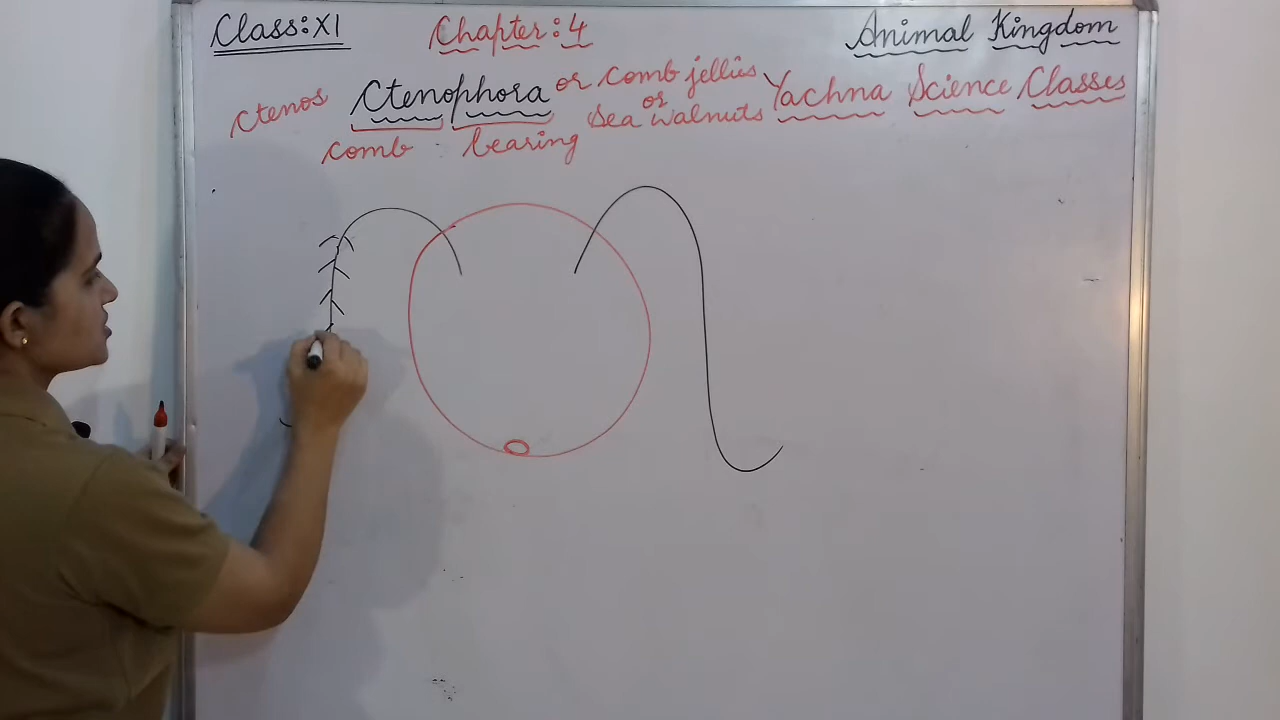 Class:XI Chapter:4 Animal Kingdom
ctenos Ctenophora or Comb jellies Yachna Science Classes
or
Sea walnuts
comb : bearing